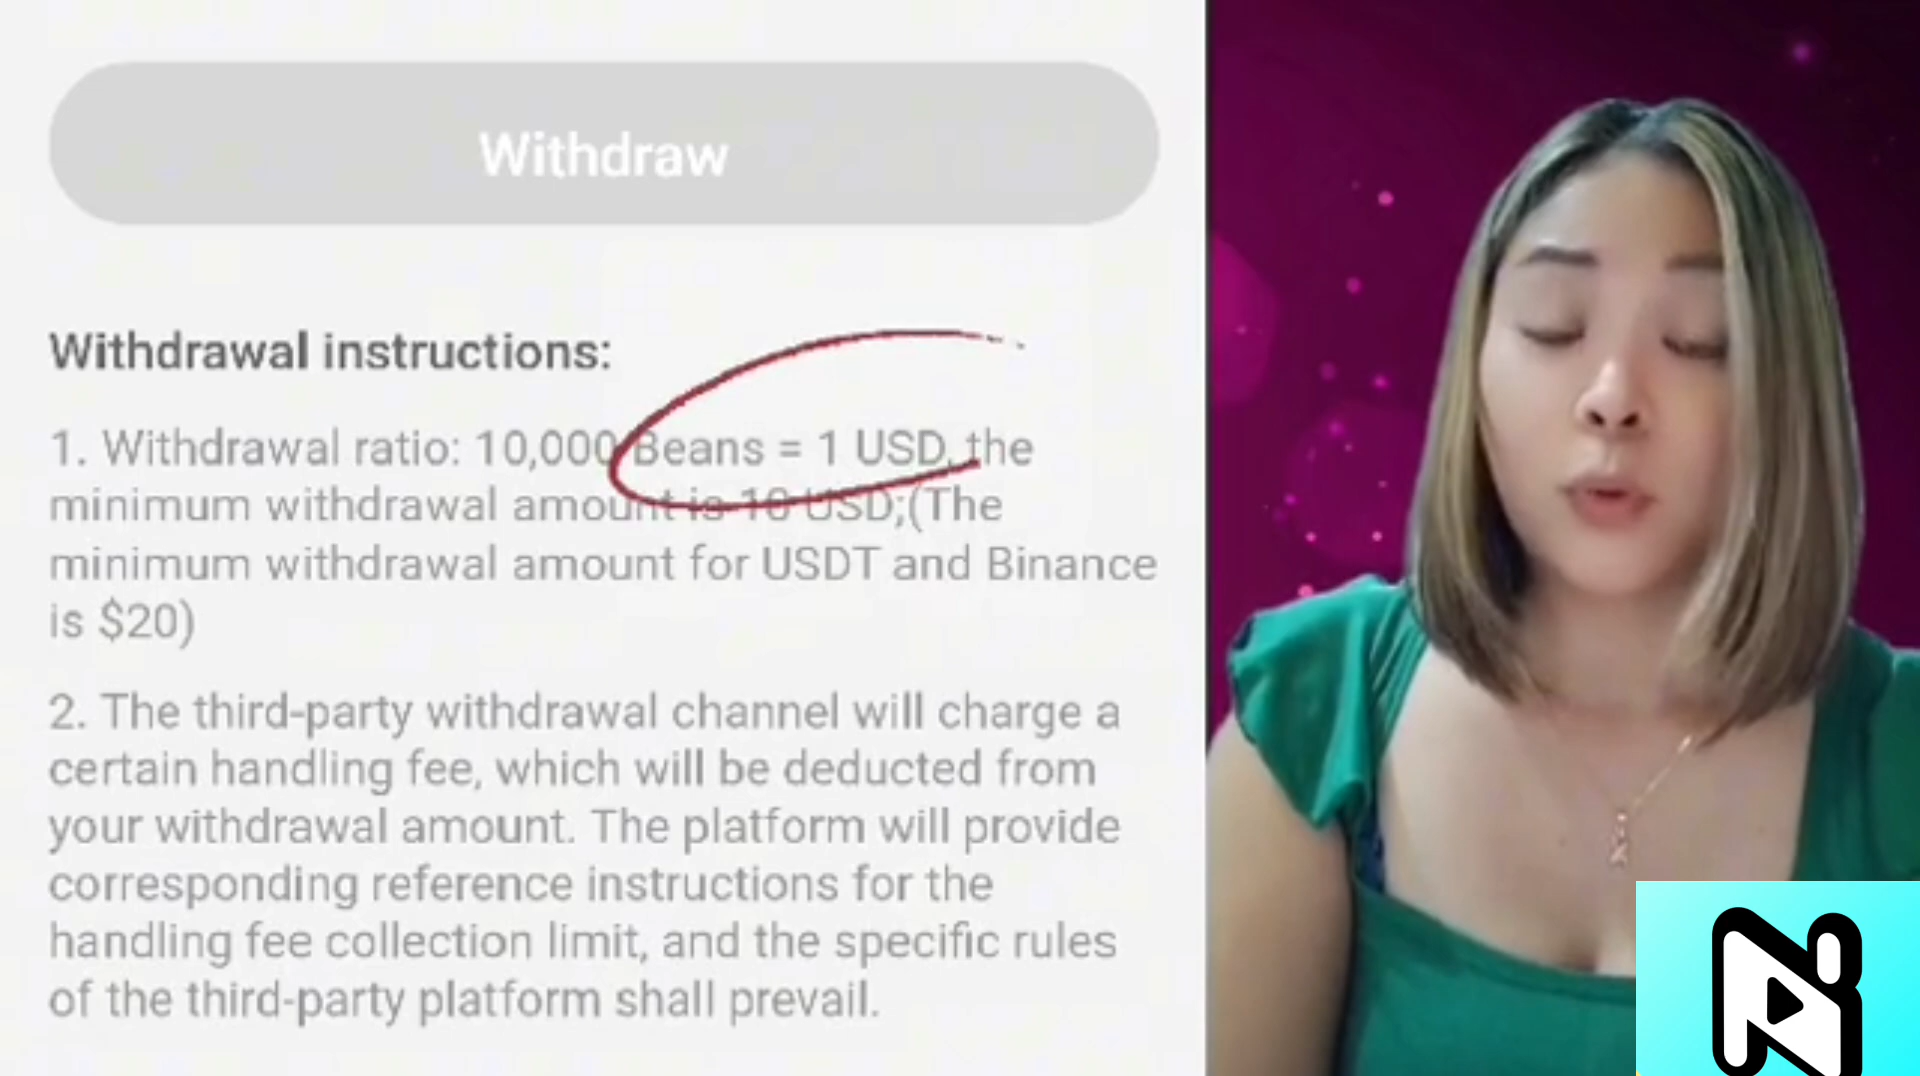 Withdraw
Withdrawal instructions:
1. Withdrawal ratio: 10,000 Beans = 1 USD, the
minimum withdrawal amount is 10 USD;(The
minimum withdrawal amount for USDT and Binance
is $20)
2. The third-party withdrawal channel will charge a
certain handling fee, which will be deducted from
your withdrawal amount. The platform will provide
corresponding reference instructions for the
handling fee collection limit, and the specific rules
of the third-party platform shall prevail.